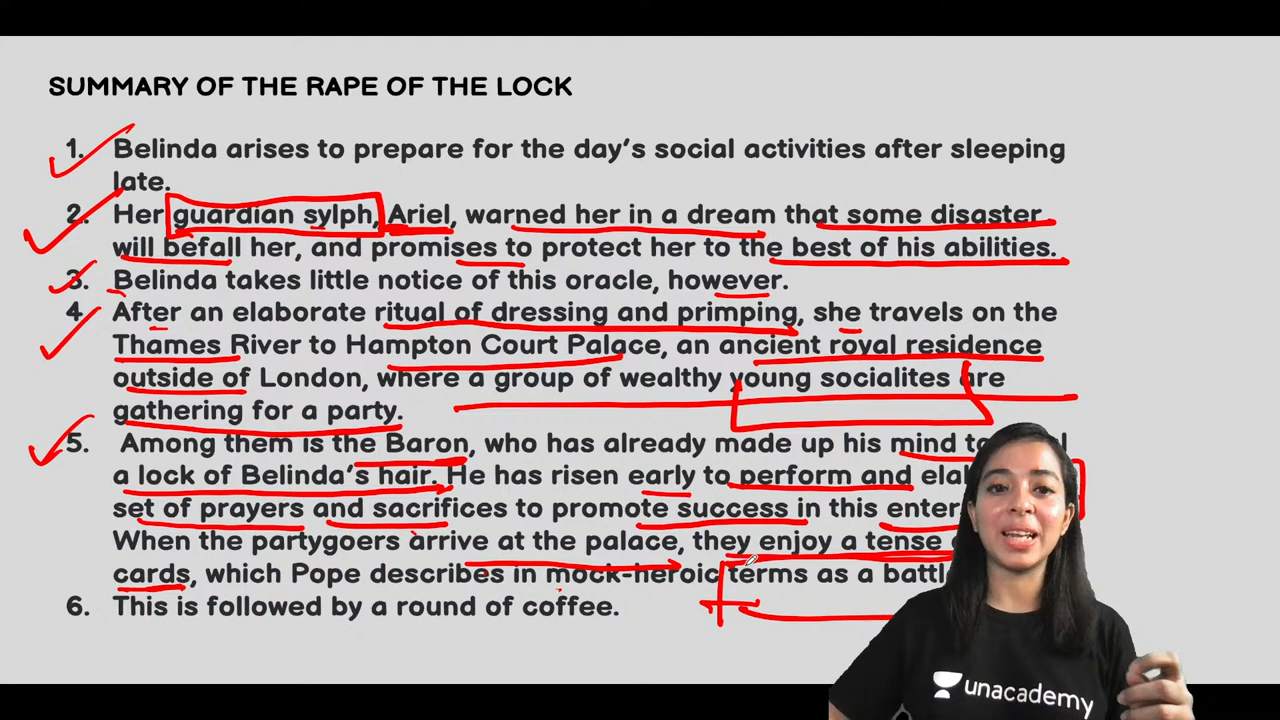 SUMMARY OF THE RAPE OF THE LOCK
1. Belinda arises to prepare for the day's social activities after sleeping
late.
2. Her guardian sylph, Ariel, warned her in a dream that some disaster
will befall her, and promises to protect her to the best of his abilities.
3. Belinda takes little notice of this oracle, however.
4. After an elaborate ritual of dressing and primping, she travels on the
Thames River to Hampton Court Palace, an ancient royal residence
outside of London, where a group of wealthy young socialites are
gathering for a party.
5. Among them is the Baron, who has already made up his mind to
a lock of Belinda's hair. He has risen early to perform and
set of prayers and sacrifices to promote success in this
When the partygoers arrive at the palace, they enjoy a tense
cards, which Pope describes in mock-heroic terms as a
6. This is followed by a round of coffee.
unacademy